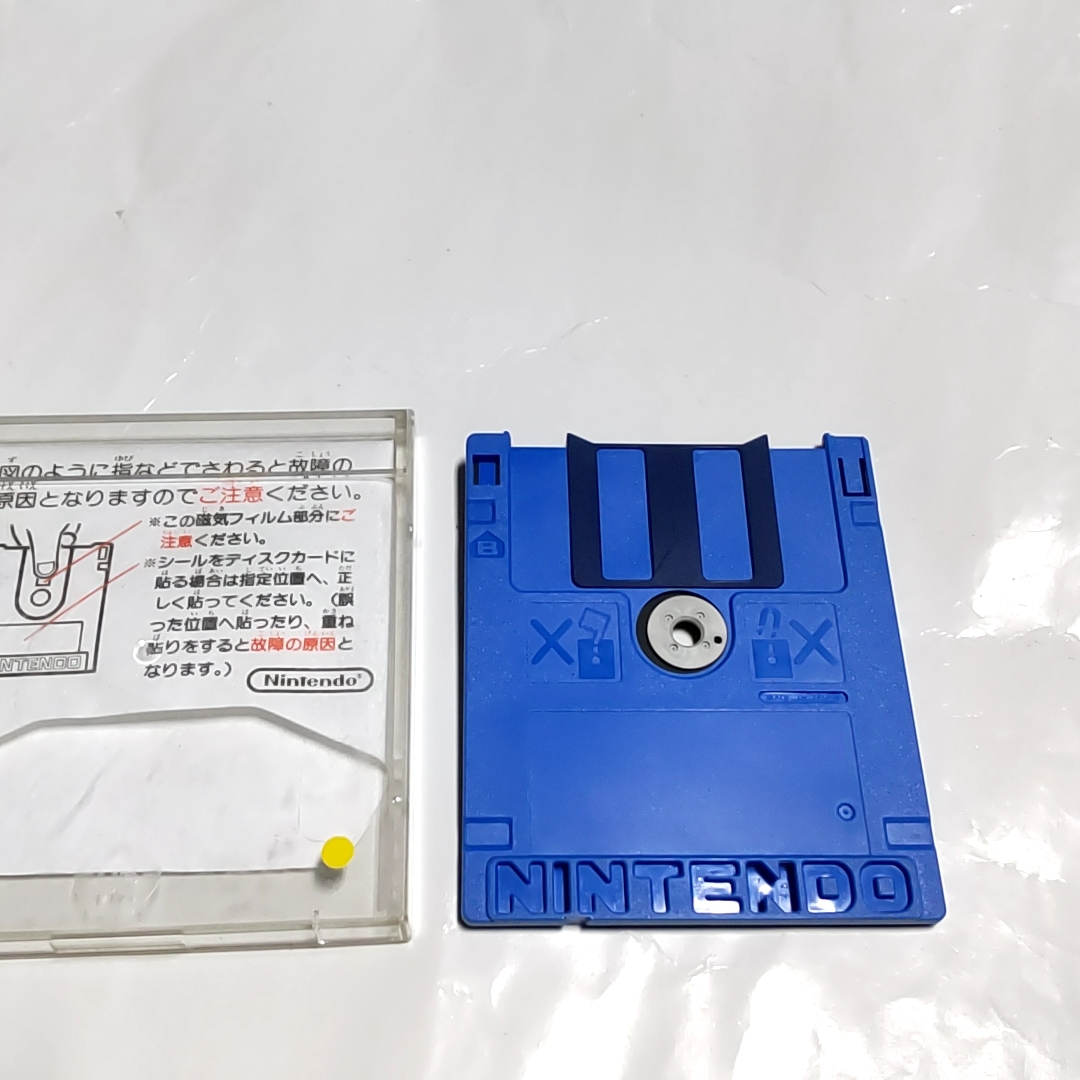 図のように指などでさわると故障の
原因となりますのでご注意ください。
※この磁気フィルム部分にご
注意ください。
※シールをディスクカードに
貼る場合は指定位置へ、正
しく貼ってください。（誤
った位置へ貼ったり、重ね
貼りをすると故障の原因と
なります。）
Nintendo®
NTENDO
B
X
X
NINTENDO